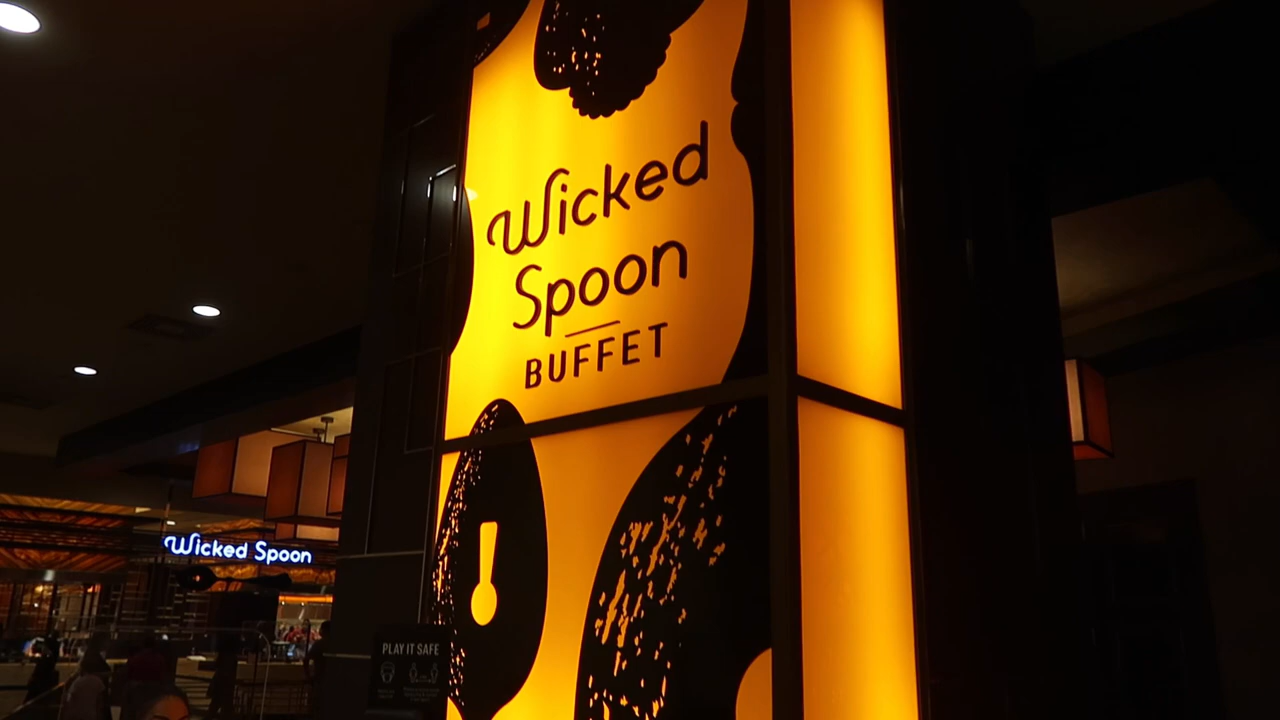 Wicked
Spoon
BUFFET
Wicked Spoon
PLAY IT SAFE